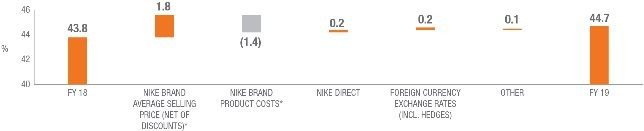 46
44
42
40
%
43.8
1.8
(1.4)
0.2
0.2
0.1
44.7
FY 18
NIKE BRAND
AVERAGE SELLING
PRICE (NET OF
DISCOUNTS)*
NIKE BRAND
PRODUCT COSTS*
NIKE DIRECT
FOREIGN CURRENCY
EXCHANGE RATES
(INCL. HEDGES)
OTHER
FY 19